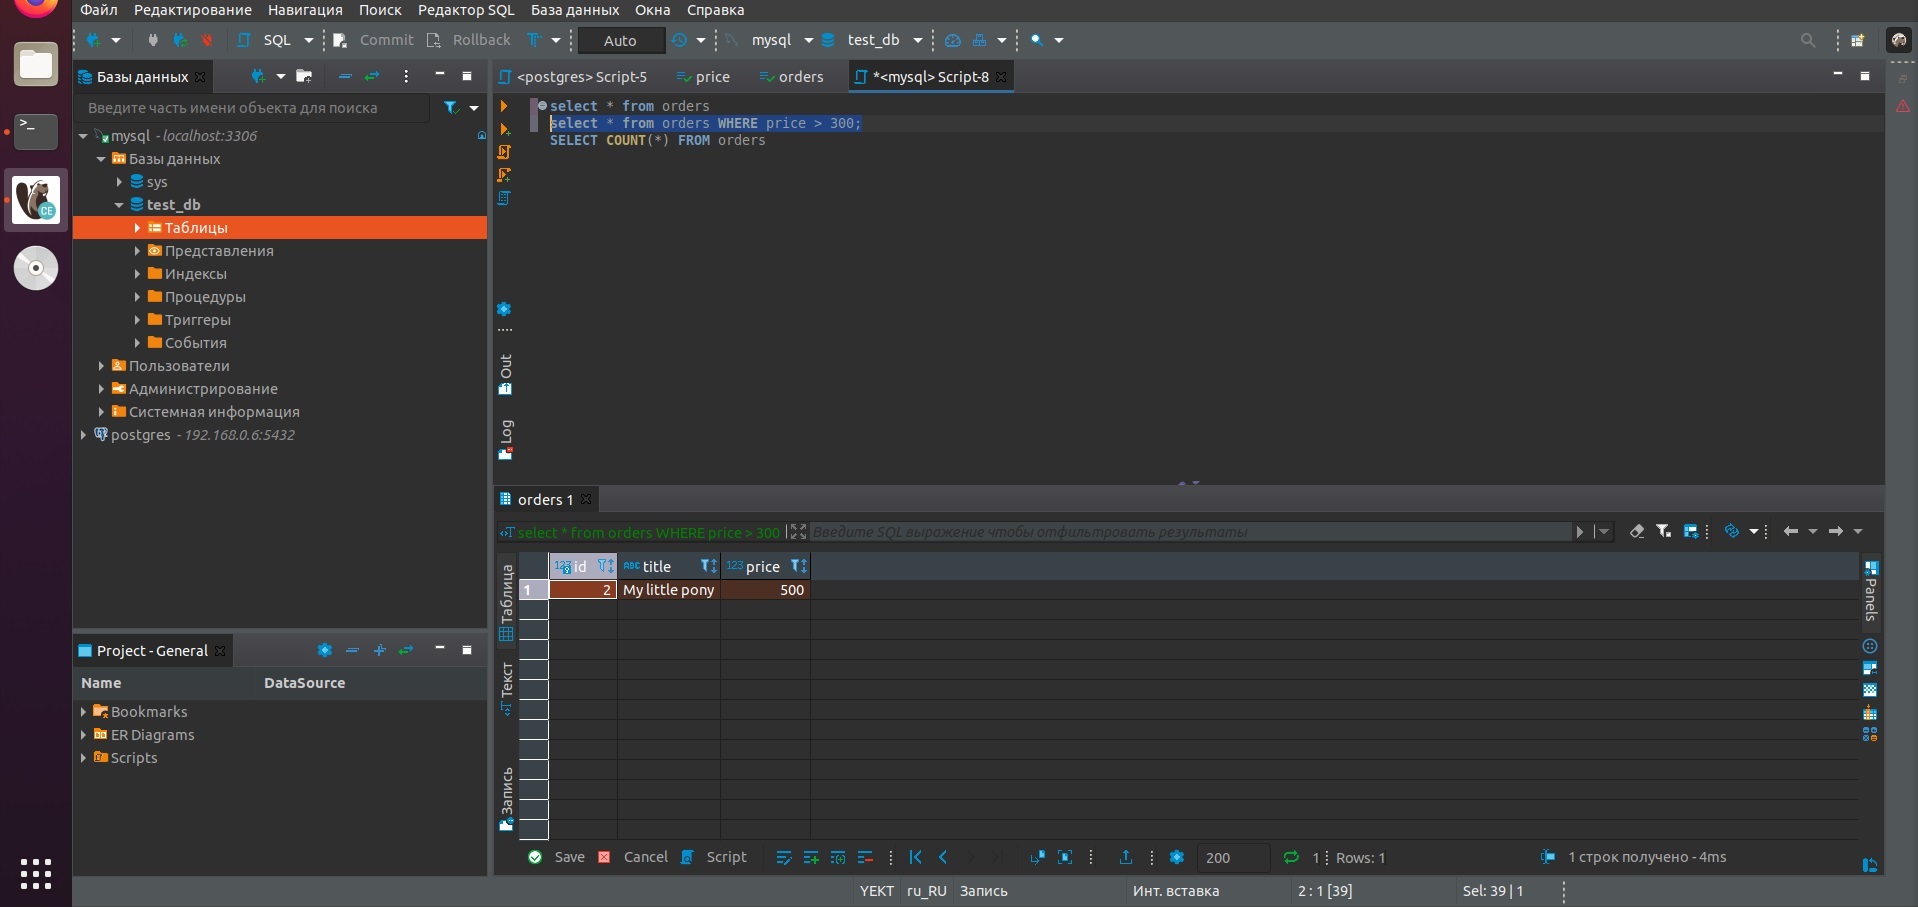 Файл Редактирование Навигация Поиск Редактор SQL База данных Окна Справка
SQL Commit Rollback Auto mysql test_db
Базы данных
Введите часть имени объекта для поиска
mysql - localhost:3306
Базы данных
sys
test_db
Таблицы
Представления
Индексы
Процедуры
Триггеры
События
Пользователи
Администрирование
Системная информация
postgres - 192.168.0.6:5432
Project - General
Name DataSource
Bookmarks
ER Diagrams
Scripts
<postgres> Script-5 price orders *<mysql> Script-8
select * from orders
select * from orders WHERE price > 300;
SELECT COUNT(*) FROM orders
Out
Log
orders 1
select * from orders WHERE price > 300 Введите SQL выражение чтобы отфильтровать результаты
Таблица
Текст
Запись
123 id ABC title 123 price
1 2 My little pony 500
Panels
Save Cancel Script 200 1 Rows: 1 1 строк получено - 4ms
YEKT ru_RU Запись Инт. вставка 2 : 1 [39] Sel: 39 | 1
CE
>_